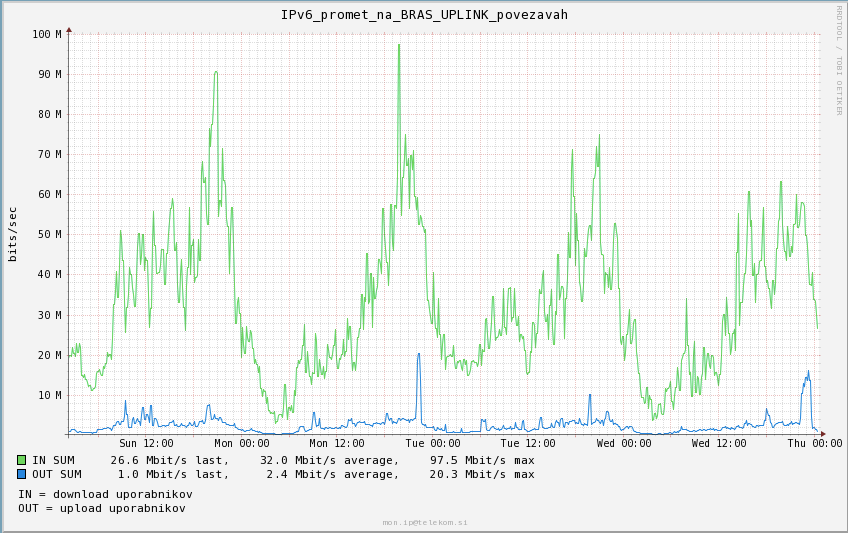 IPv6_promet_na_BRAS_UPLINK_povezavah
RRDTOOL / TOBI OETIKER
bits/sec
100 M
90 M
80 M
70 M
60 M
50 M
40 M
30 M
20 M
10 M
Sun 12:00 Mon 00:00 Mon 12:00 Tue 00:00 Tue 12:00 Wed 00:00 Wed 12:00 Thu 00:00
IN SUM 26.6 Mbit/s last, 32.0 Mbit/s average, 97.5 Mbit/s max
OUT SUM 1.0 Mbit/s last, 2.4 Mbit/s average, 20.3 Mbit/s max
IN = download uporabnikov
OUT = upload uporabnikov
mon.ip@telekom.si